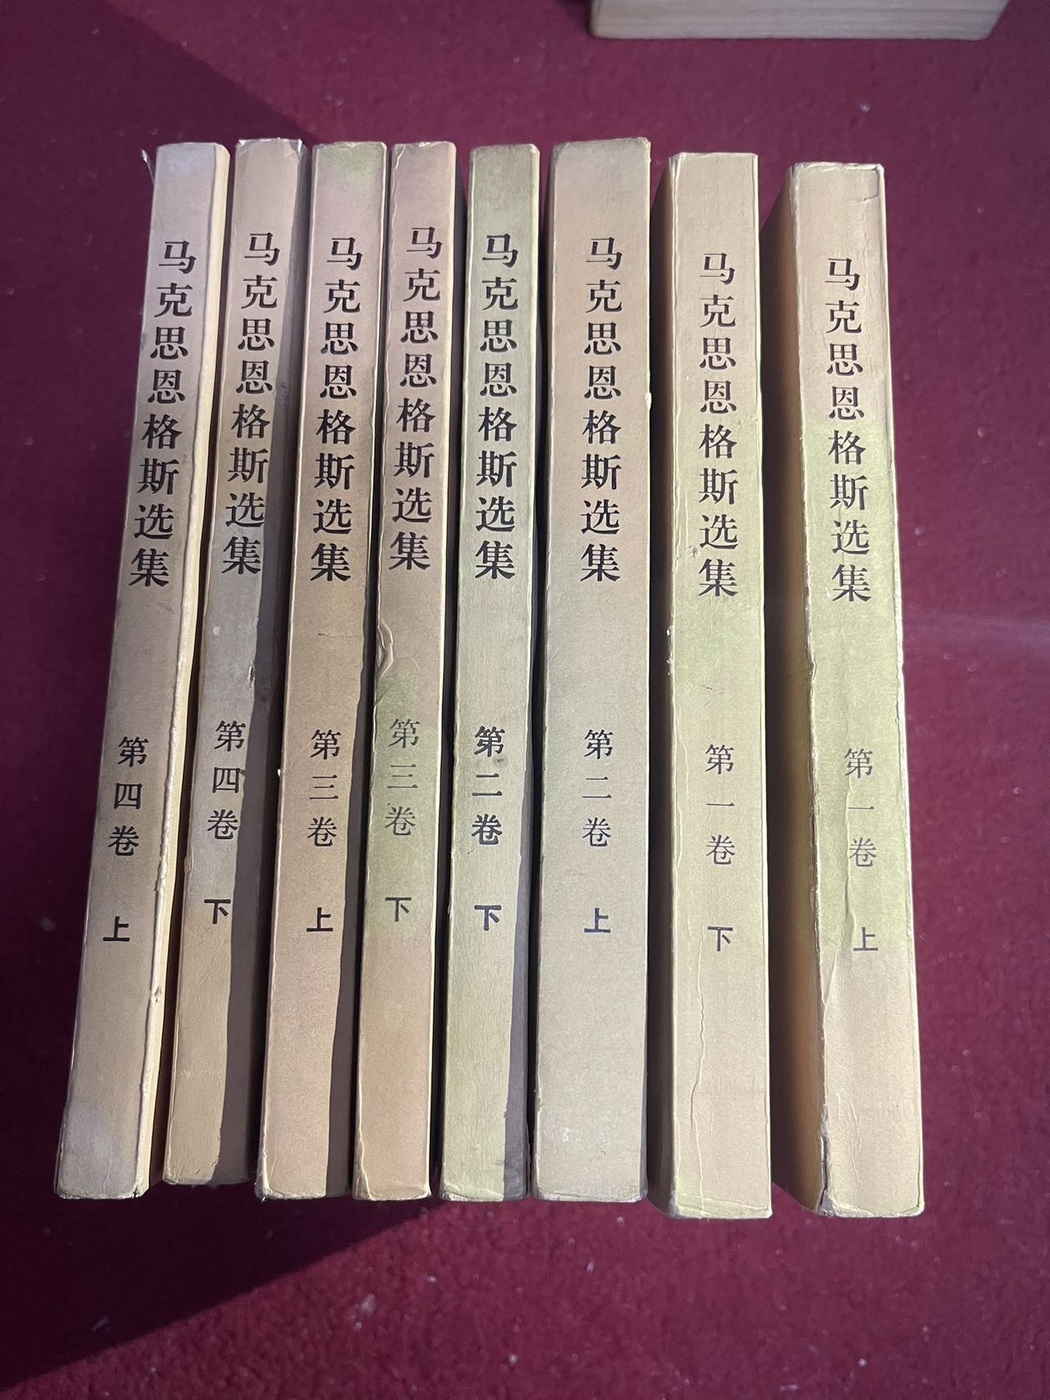 马克思恩格斯选集 第四卷 上
马克思恩格斯选集 第四卷 下
马克思恩格斯选集 第三卷 上
马克思恩格斯选集 第三卷 下
马克思恩格斯选集 第二卷 下
马克思恩格斯选集 第二卷 上
马克思恩格斯选集 第一卷 下
马克思恩格斯选集 第一卷 上